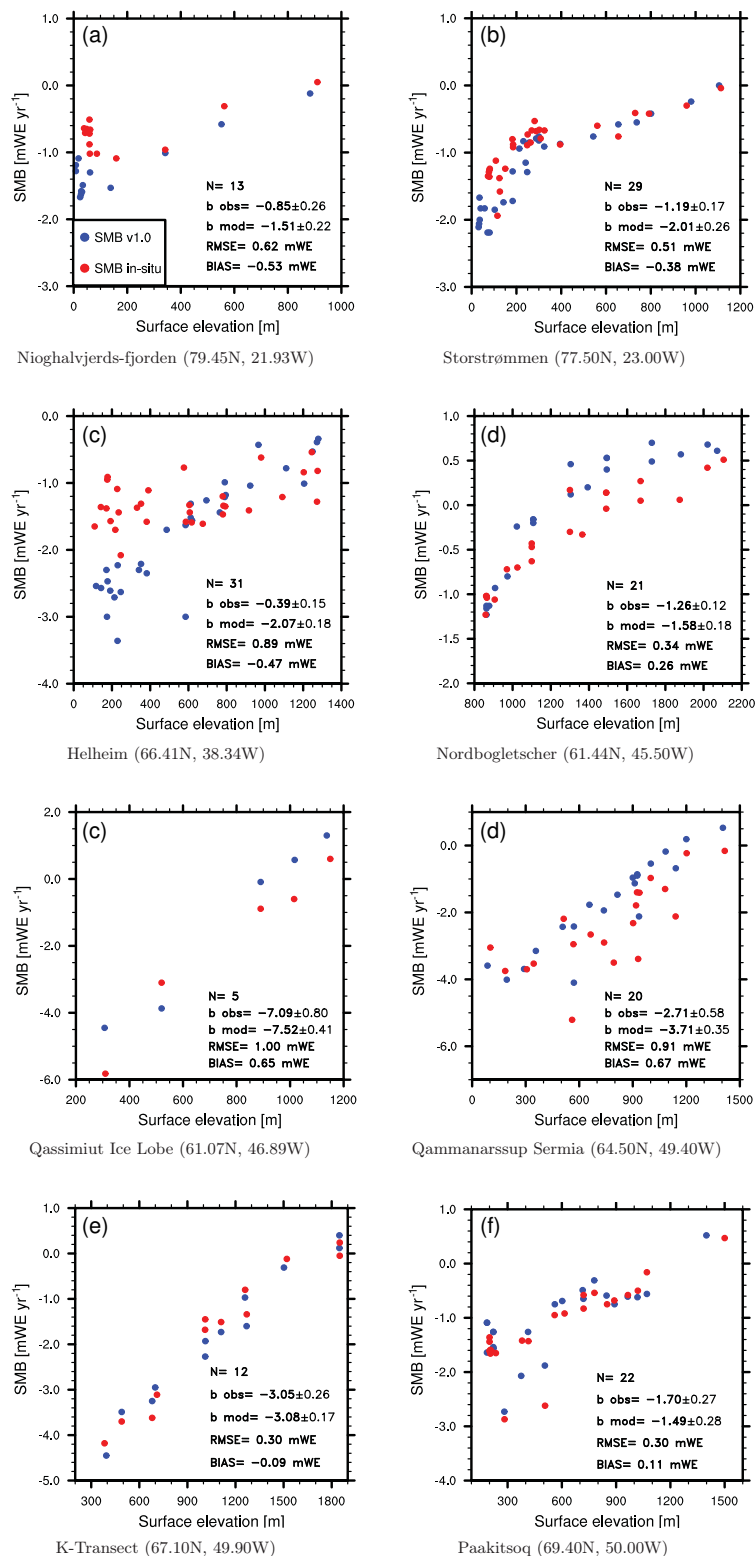 (a)
SMB [mWE yr⁻¹]
1.0
0.0
-1.0
-2.0
-3.0
N= 13
b obs= -0.85±0.26
b mod= -1.51±0.22
RMSE= 0.62 mWE
BIAS= -0.53 mWE
SMB v1.0
SMB in-situ
0 200 400 600 800 1000
Surface elevation [m]
Nioghalvjerds-fjorden (79.45N, 21.93W)
(b)
SMB [mWE yr⁻¹]
1.0
0.0
-1.0
-2.0
-3.0
N= 29
b obs= -1.19±0.17
b mod= -2.01±0.26
RMSE= 0.51 mWE
BIAS= -0.38 mWE
0 200 400 600 800 1000 1200
Surface elevation [m]
Storstrømmen (77.50N, 23.00W)
(c)
SMB [mWE yr⁻¹]
0.0
-1.0
-2.0
-3.0
-4.0
N= 31
b obs= -0.39±0.15
b mod= -2.07±0.18
RMSE= 0.89 mWE
BIAS= -0.47 mWE
0 200 400 600 800 1000 1200 1400
Surface elevation [m]
Helheim (66.41N, 38.34W)
(d)
SMB [mWE yr⁻¹]
1.0
0.5
0.0
-0.5
-1.0
-1.5
-2.0
N= 21
b obs= -1.26±0.12
b mod= -1.58±0.18
RMSE= 0.34 mWE
BIAS= 0.26 mWE
800 1000 1200 1400 1600 1800 2000 2200
Surface elevation [m]
Nordbogletscher (61.44N, 45.50W)
(c)
SMB [mWE yr⁻¹]
2.0
0.0
-2.0
-4.0
-6.0
N= 5
b obs= -7.09±0.80
b mod= -7.52±0.41
RMSE= 1.00 mWE
BIAS= 0.65 mWE
200 400 600 800 1000 1200
Surface elevation [m]
Qassimiut Ice Lobe (61.07N, 46.89W)
(d)
SMB [mWE yr⁻¹]
0.0
-2.0
-4.0
-6.0
N= 20
b obs= -2.71±0.58
b mod= -3.71±0.35
RMSE= 0.91 mWE
BIAS= 0.67 mWE
0 300 600 900 1200 1500
Surface elevation [m]
Qammanarssup Sermia (64.50N, 49.40W)
(e)
SMB [mWE yr⁻¹]
1.0
0.0
-1.0
-2.0
-3.0
-4.0
-5.0
N= 12
b obs= -3.05±0.26
b mod= -3.08±0.17
RMSE= 0.30 mWE
BIAS= -0.09 mWE
300 600 900 1200 1500 1800
Surface elevation [m]
K-Transect (67.10N, 49.90W)
(f)
SMB [mWE yr⁻¹]
1.0
0.0
-1.0
-2.0
-3.0
-4.0
N= 22
b obs= -1.70±0.27
b mod= -1.49±0.28
RMSE= 0.30 mWE
BIAS= 0.11 mWE
300 600 900 1200 1500
Surface elevation [m]
Paakitsoq (69.40N, 50.00W)